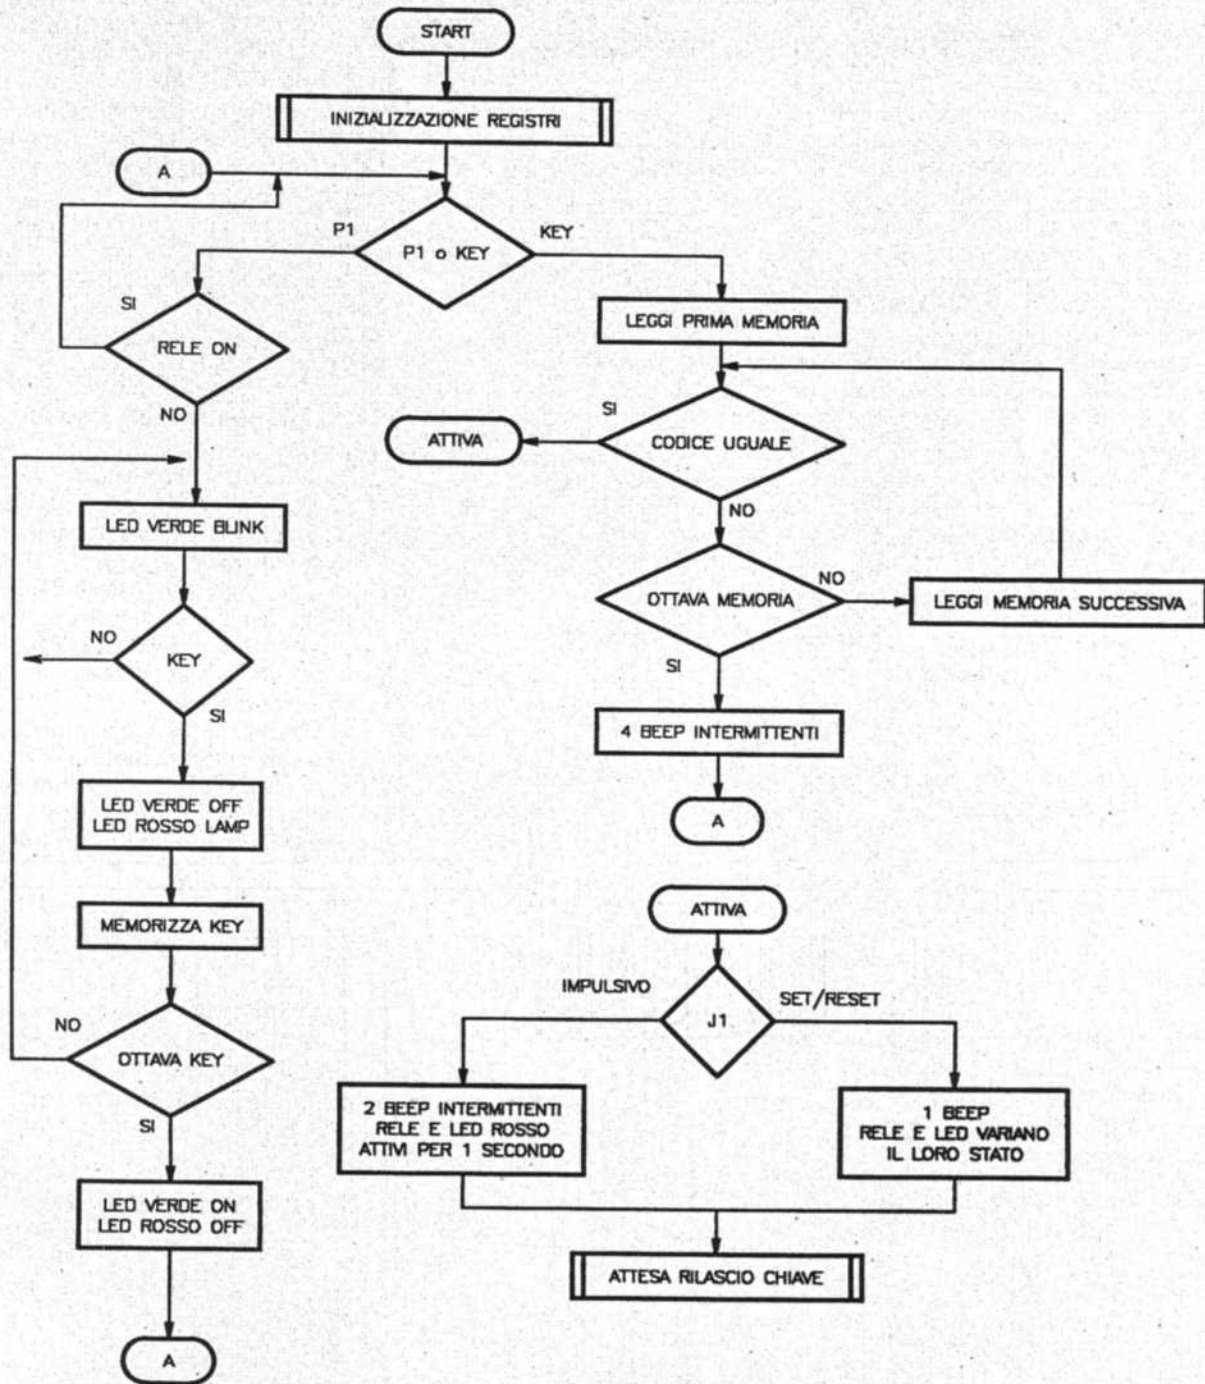 START
INIZIALIZZAZIONE REGISTRI
A
P1
P1 o KEY
KEY
SI
RELE ON
NO
LED VERDE BLINK
NO
KEY
SI
LED VERDE OFF
LED ROSSO LAMP
MEMORIZZA KEY
NO
OTTAVA KEY
SI
LED VERDE ON
LED ROSSO OFF
A
LEGGI PRIMA MEMORIA
SI
ATTIVA
CODICE UGUALE
NO
OTTAVA MEMORIA
NO
LEGGI MEMORIA SUCCESSIVA
SI
4 BEEP INTERMITTENTI
A
ATTIVA
IMPULSIVO
J1
SET/RESET
2 BEEP INTERMITTENTI
RELE E LED ROSSO
ATTIVI PER 1 SECONDO
1 BEEP
RELE E LED VARIANO
IL LORO STATO
ATTESA RILASCIO CHIAVE